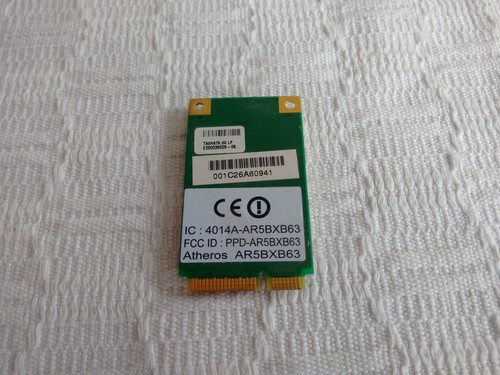 T60H976.00 LF
001C26A60941
CE
IC : 4014A-AR5BXB63
FCC ID : PPD-AR5BXB63
Atheros AR5BXB63